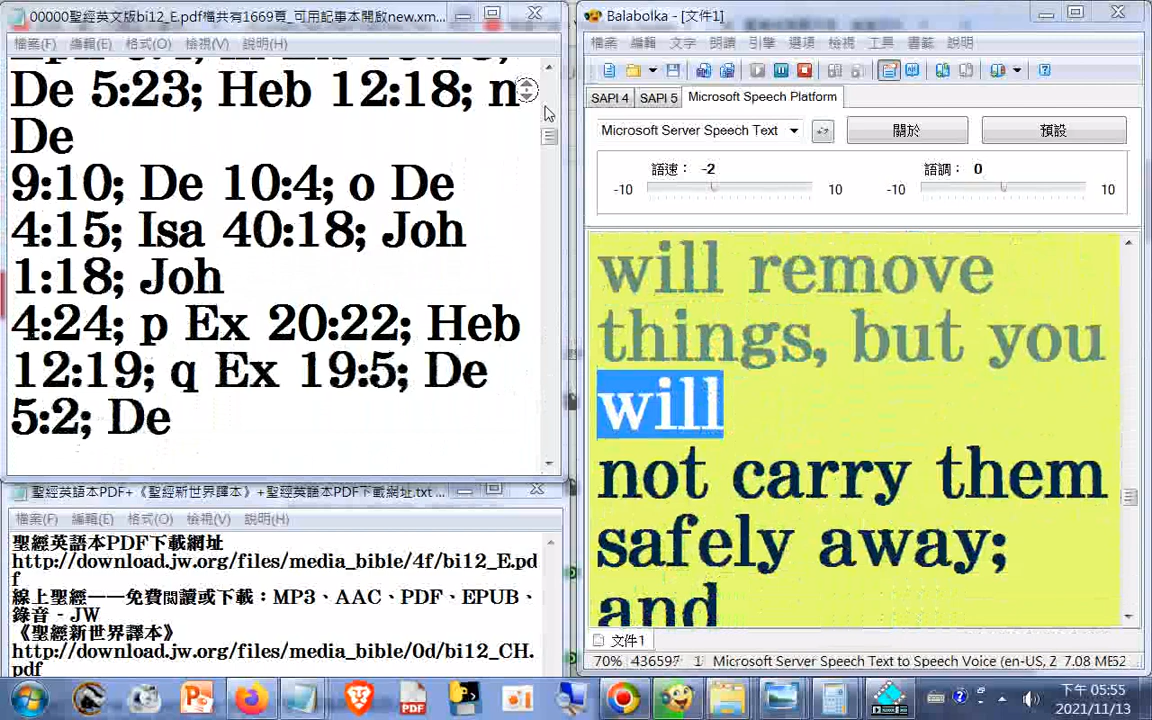 00000聖經英文版bi12_E.pdf檔共有1669頁_可用記事本開啟new.xm...
檔案(F) 編輯(E) 格式(O) 檢視(V) 說明(H)
De 5:23; Heb 12:18; n
De
9:10; De 10:4; o De
4:15; Isa 40:18; Joh
1:18; Joh
4:24; p Ex 20:22; Heb
12:19; q Ex 19:5; De
5:2; De
聖經英語本PDF+《聖經新世界譯本》+聖經英語本PDF下載網址.txt ...
檔案(F) 編輯(E) 格式(O) 檢視(V) 說明(H)
聖經英語本PDF下載網址
http://download.jw.org/files/media_bible/4f/bi12_E.pd
f
線上聖經——免費閱讀或下載：MP3、AAC、PDF、EPUB、
錄音 - JW
《聖經新世界譯本》
http://download.jw.org/files/media_bible/0d/bi12_CH.
pdf
Balabolka - [文件1]
檔案 編輯 文字 朗讀 引擎 選項 檢視 工具 書籤 說明
SAPI 4 SAPI 5 Microsoft Speech Platform
Microsoft Server Speech Text 關於 預設
語速： -2 語調： 0
-10 10 -10 10
will remove
things, but you
will
not carry them
safely away;
and
文件1
70% 436597 1 Microsoft Server Speech Text to Speech Voice (en-US, Z 7.08 ME52
PDF
下午 05:55
2021/11/13